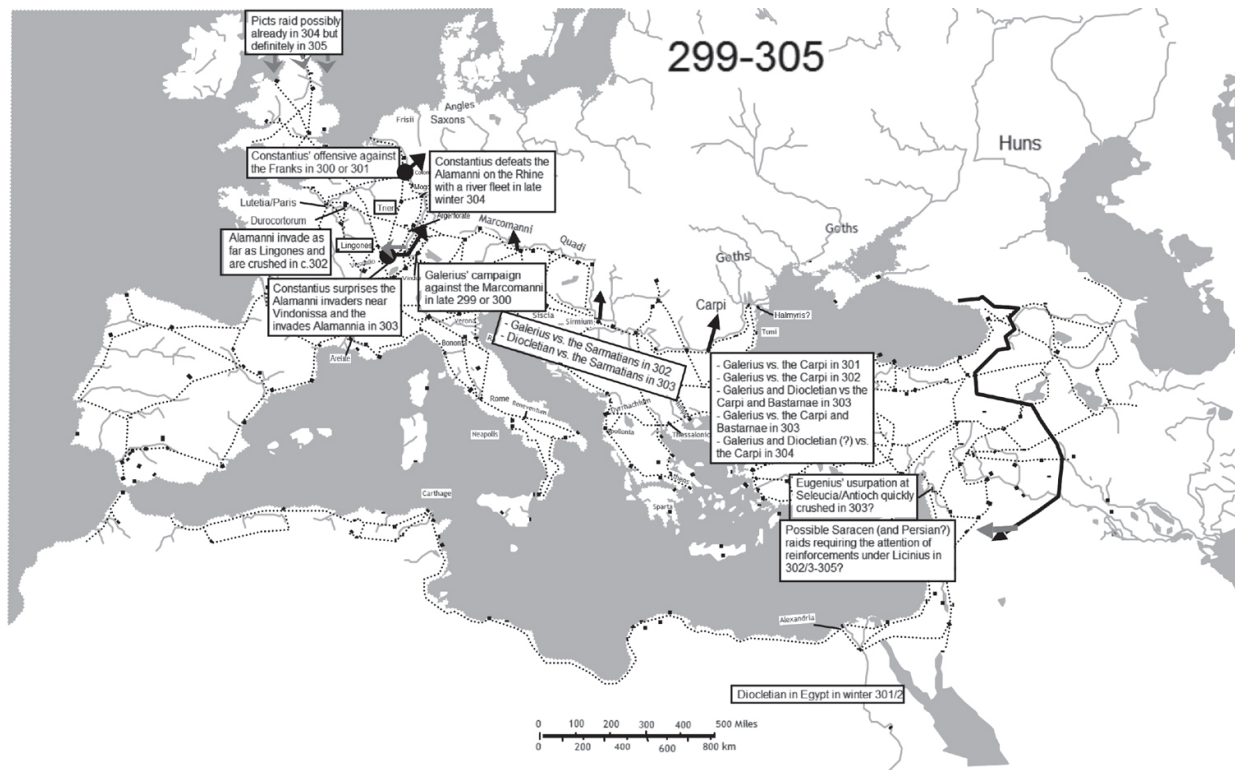 299-305
Picts raid possibly
already in 304 but
definitely in 305
Angles
Saxons
Frisii
Huns
Constantius' offensive against
the Franks in 300 or 301
Constantius defeats the
Alamanni on the Rhine
with a river fleet in late
winter 304
Lutetia/Paris
Trier
Durocortorum
Argentorate
Marcomanni
Quadi
Goths
Goths
Alamanni invade as
far as Lingones and
are crushed in c.302
Lingones
Galerius' campaign
against the Marcomanni
in late 299 or 300
Constantius surprises the
Alamanni invaders near
Vindonissa and the
invades Alamannia in 303
Carpi
Halmyris?
Tomi
Siscia
Sirmium
Verona
Bononi
Arelate
- Galerius vs. the Sarmatians in 302
- Diocletian vs. the Sarmatians in 303
- Galerius vs. the Carpi in 301
- Galerius vs. the Carpi in 302
- Galerius and Diocletian vs the
Carpi and Bastarnae in 303
- Galerius vs. the Carpi and
Bastarnae in 303
- Galerius and Diocletian (?) vs.
the Carpi in 304
Rome
Beneventum
Neapolis
Thessalonic
Eugenius' usurpation at
Seleucia/Antioch quickly
crushed in 303?
Carthage
Sparta
Possible Saracen (and Persian?)
raids requiring the attention of
reinforcements under Licinius in
302/3-305?
Alexandria
Diocletian in Egypt in winter 301/2
0 100 200 300 400 500 Miles
0 200 400 600 800 km